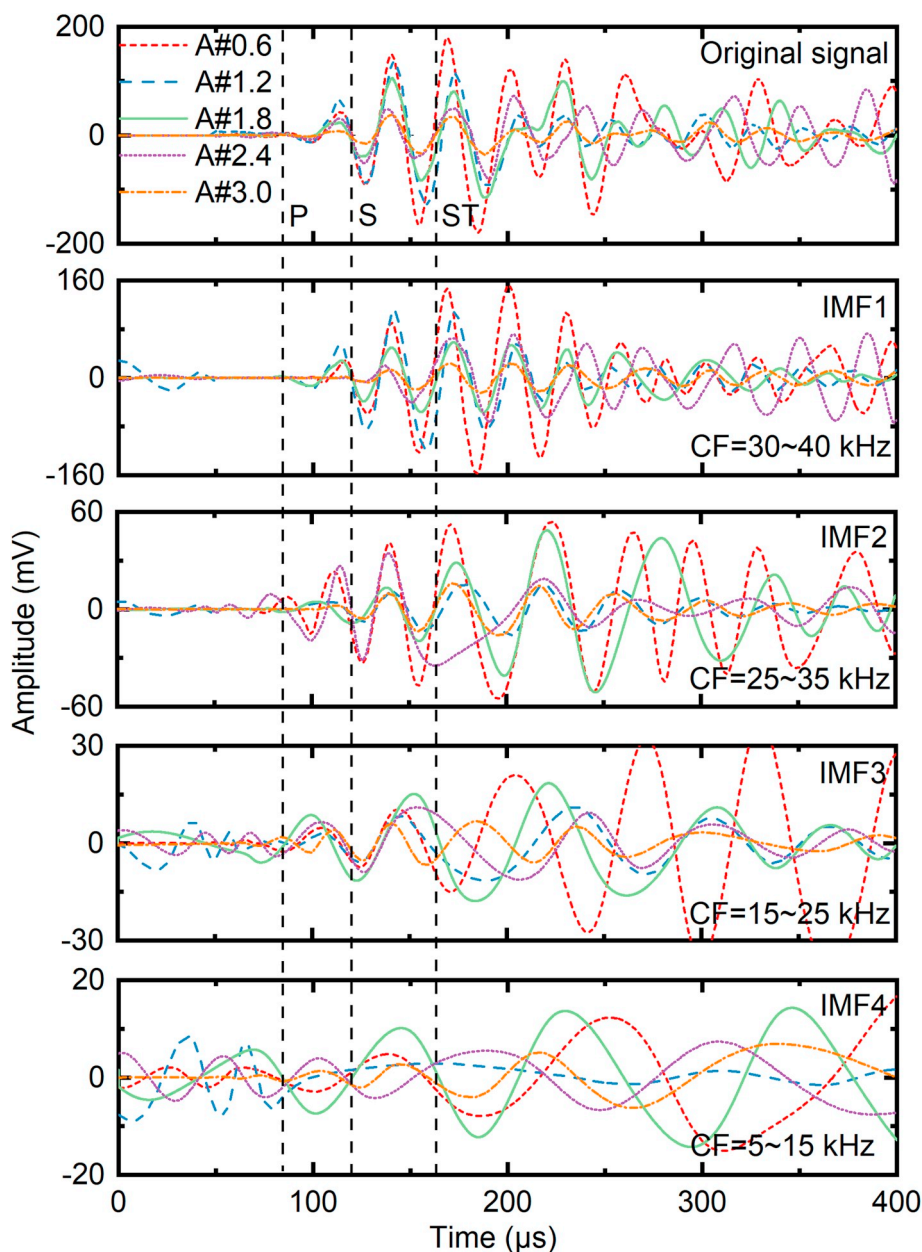 200
0
-200
A#0.6
A#1.2
A#1.8
A#2.4
A#3.0
Original signal
P S ST
160
0
-160
IMF1
CF=30~40 kHz
60
0
-60
IMF2
CF=25~35 kHz
30
0
-30
IMF3
CF=15~25 kHz
20
0
-20
IMF4
CF=5~15 kHz
0 100 200 300 400
Time (μs)
Amplitude (mV)